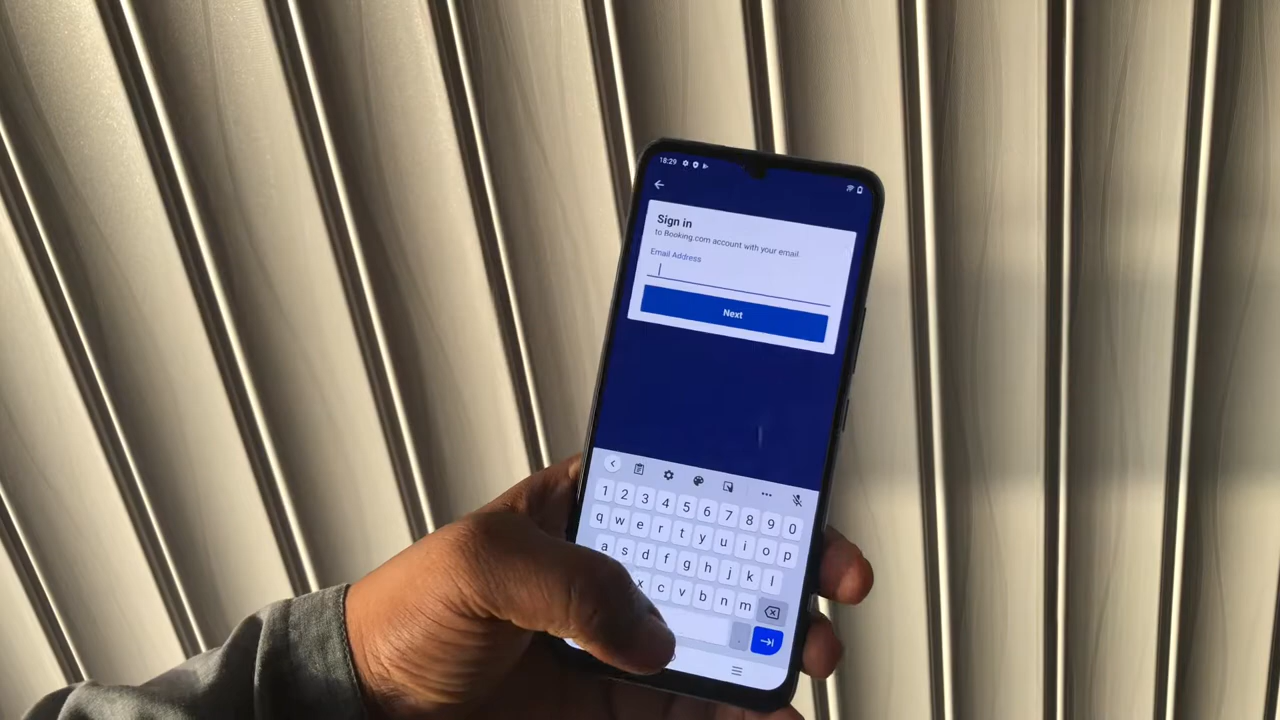 18:29
Sign in
to Booking.com account with your email.
Email Address
Next
1 2 3 4 5 6 7 8 9 0
q w e r t y u i o p
a s d f g h j k l
x c v b n m
.